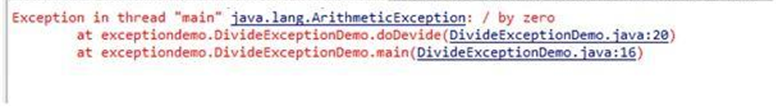 Exception in thread "main" java.lang.ArithmeticException: / by zero
at exceptiondemo.DivideExceptionDemo.doDevide(DivideExceptionDemo.java:20)
at exceptiondemo.DivideExceptionDemo.main(DivideExceptionDemo.java:16)